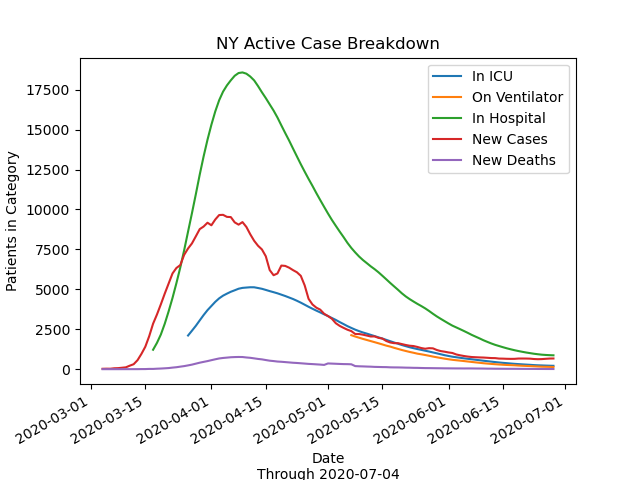 NY Active Case Breakdown
In ICU
On Ventilator
In Hospital
New Cases
New Deaths
Patients in Category
17500
15000
12500
10000
7500
5000
2500
0
2020-03-01
2020-03-15
2020-04-01
2020-04-15
2020-05-01
2020-05-15
2020-06-01
2020-06-15
2020-07-01
Date
Through 2020-07-04